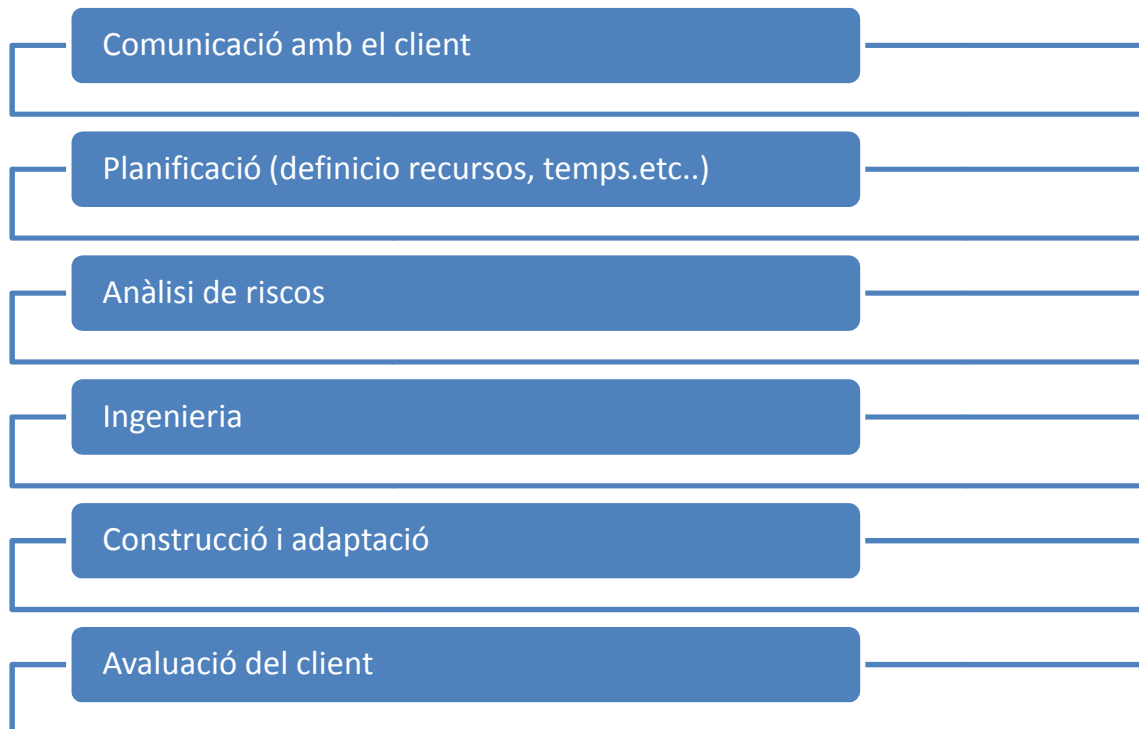 Comunicació amb el client
Planificació (definicio recursos, temps.etc..)
Anàlisi de riscos
Ingenieria
Construcció i adaptació
Avaluació del client